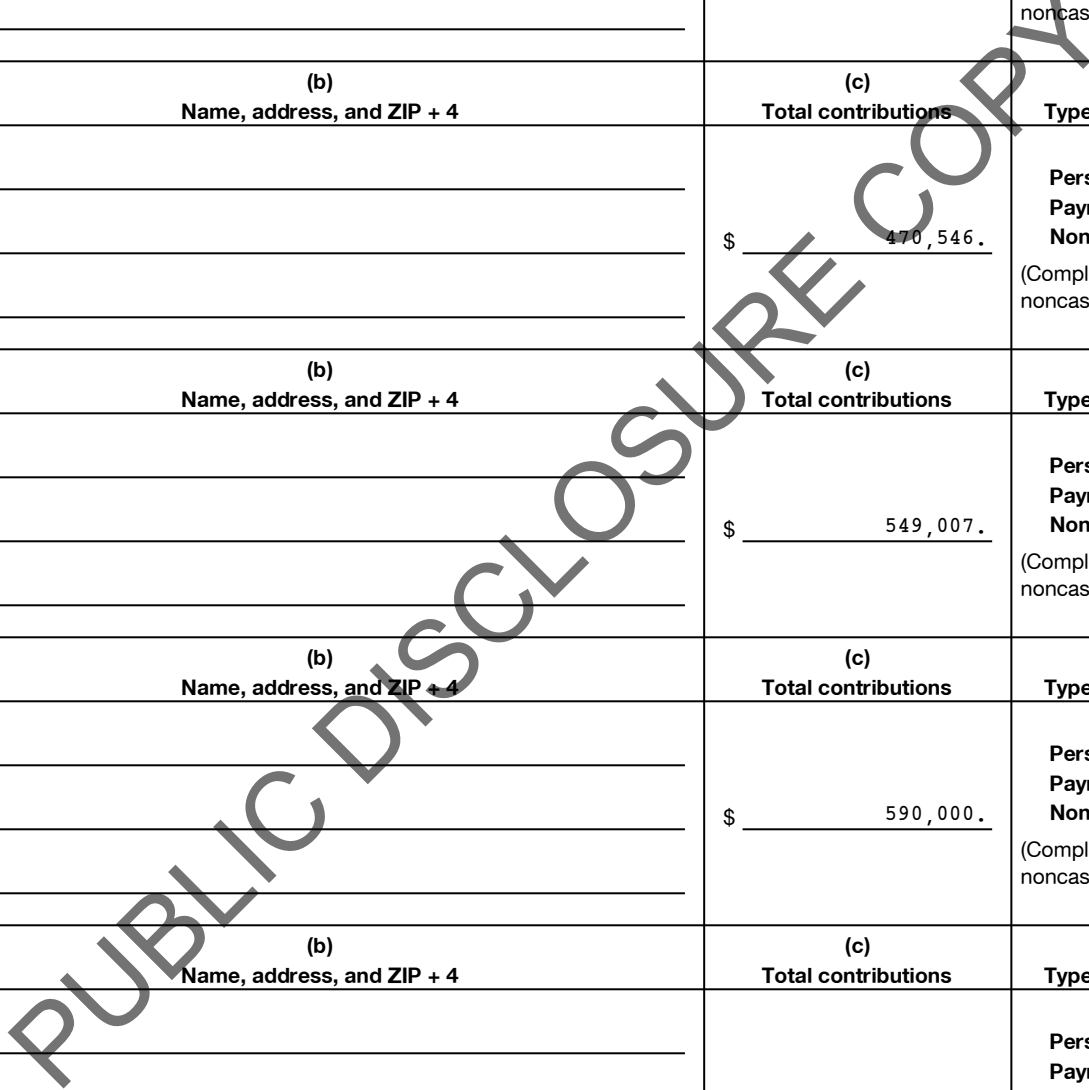 noncas
(b) (c)
Name, address, and ZIP + 4 Total contributions Type
Pers
Payr
$ 470,546. Non
(Compl
noncas
(b) (c)
Name, address, and ZIP + 4 Total contributions Type
Pers
Payr
$ 549,007. Non
(Compl
noncas
(b) (c)
Name, address, and ZIP + 4 Total contributions Type
Pers
Payr
$ 590,000. Non
(Compl
noncas
(b) (c)
Name, address, and ZIP + 4 Total contributions Type
Pers
Payr
PUBLIC DISCLOSURE COPY